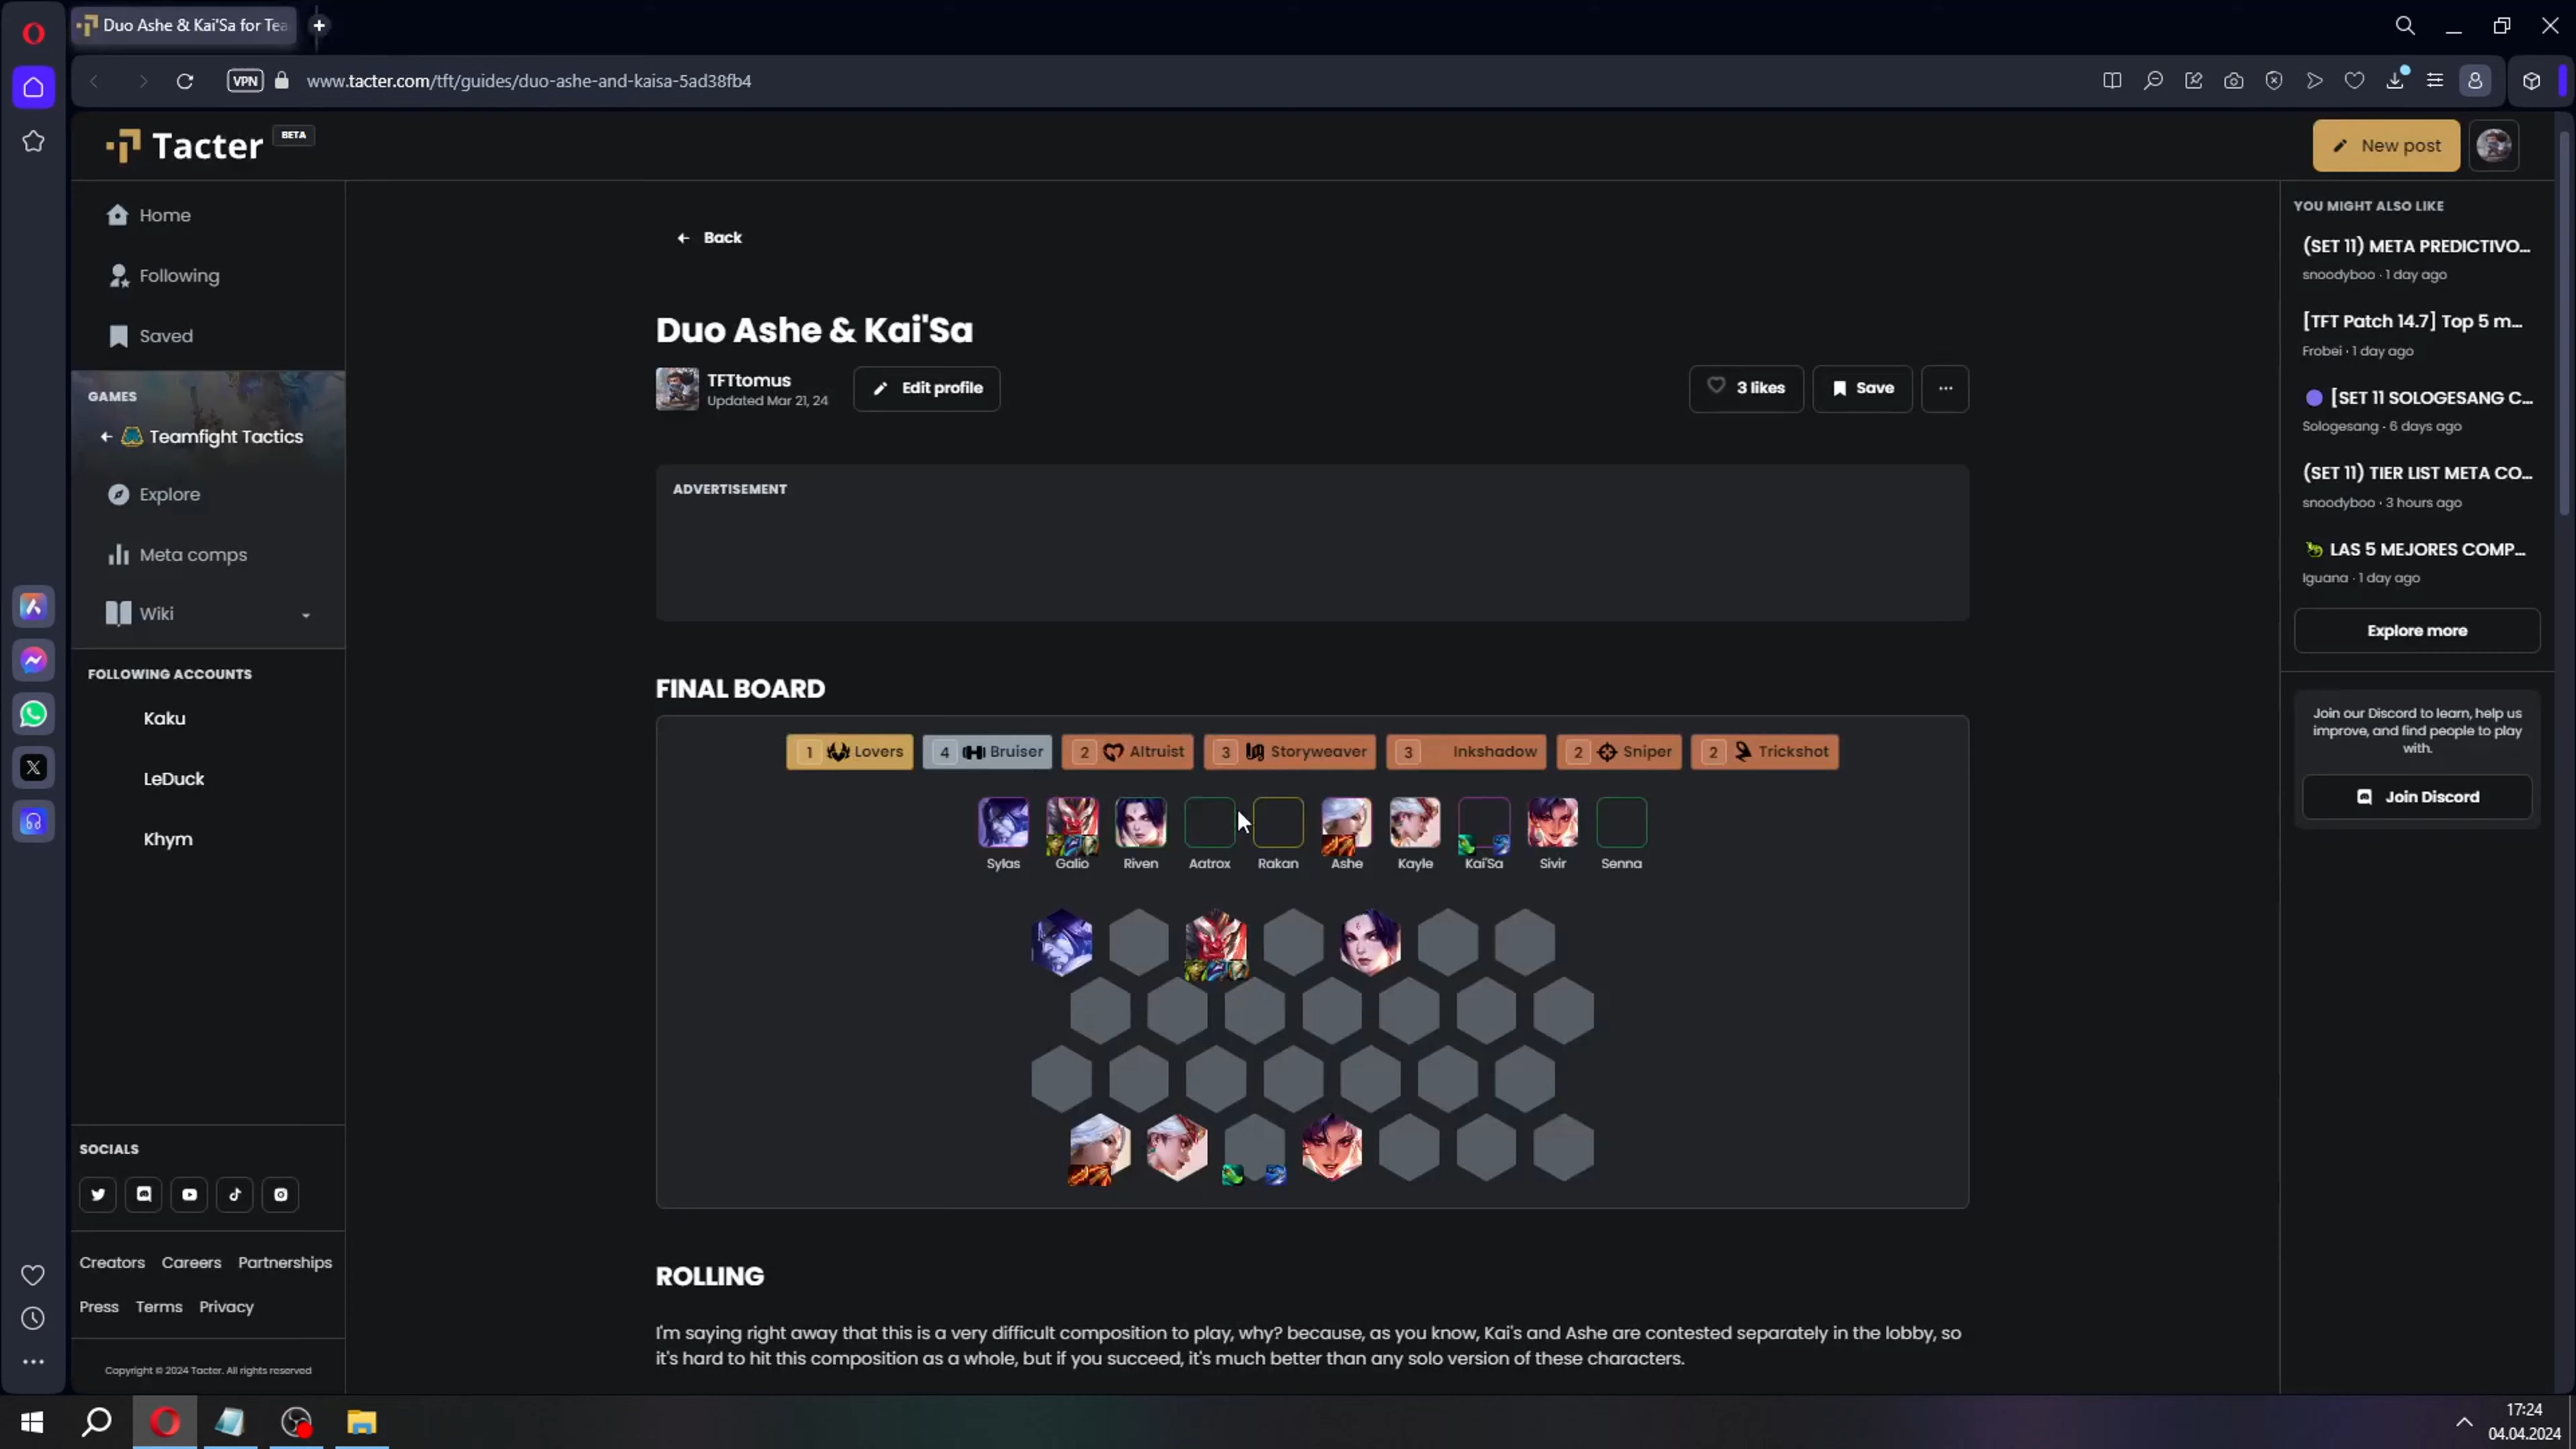 Duo Ashe & Kai'Sa for Tea
VPN
www.tacter.com/tft/guides/duo-ashe-and-kaisa-5ad38fb4
Tacter
BETA
New post
Home
Following
Saved
GAMES
Teamfight Tactics
Explore
Meta comps
Wiki
FOLLOWING ACCOUNTS
Kaku
LeDuck
Khym
SOCIALS
Creators Careers Partnerships
Press Terms Privacy
Copyright © 2024 Tacter. All rights reserved
Back
Duo Ashe & Kai'Sa
TFTtomus
Updated Mar 21, 24
Edit profile
3 likes
Save
ADVERTISEMENT
FINAL BOARD
1 Lovers 4 Bruiser 2 Altruist 3 Storyweaver 3 Inkshadow 2 Sniper 2 Trickshot
Sylas Galio Riven Aatrox Rakan Ashe Kayle Kai'Sa Sivir Senna
ROLLING
I'm saying right away that this is a very difficult composition to play, why? because, as you know, Kai's and Ashe are contested separately in the lobby, so
it's hard to hit this composition as a whole, but if you succeed, it's much better than any solo version of these characters.
YOU MIGHT ALSO LIKE
(SET 11) META PREDICTIVO...
snoodyboo · 1 day ago
[TFT Patch 14.7] Top 5 m...
Frobei · 1 day ago
[SET 11 SOLOGESANG C...
Sologesang · 6 days ago
(SET 11) TIER LIST META CO...
snoodyboo · 3 hours ago
LAS 5 MEJORES COMP...
Iguana · 1 day ago
Explore more
Join our Discord to learn, help us
improve, and find people to play
with.
Join Discord
17:24
04.04.2024